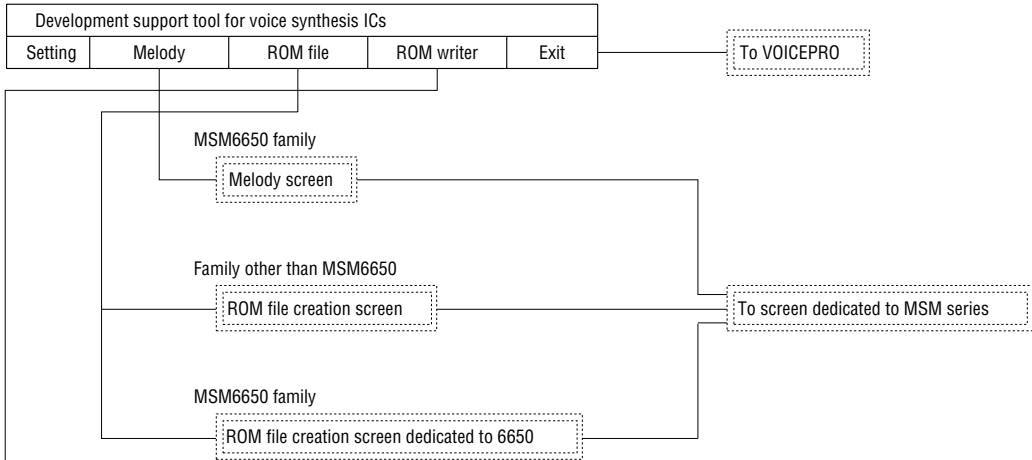 Development support tool for voice synthesis ICs
Setting Melody ROM file ROM writer Exit
To VOICEPRO
MSM6650 family
Melody screen
Family other than MSM6650
ROM file creation screen
To screen dedicated to MSM series
MSM6650 family
ROM file creation screen dedicated to 6650